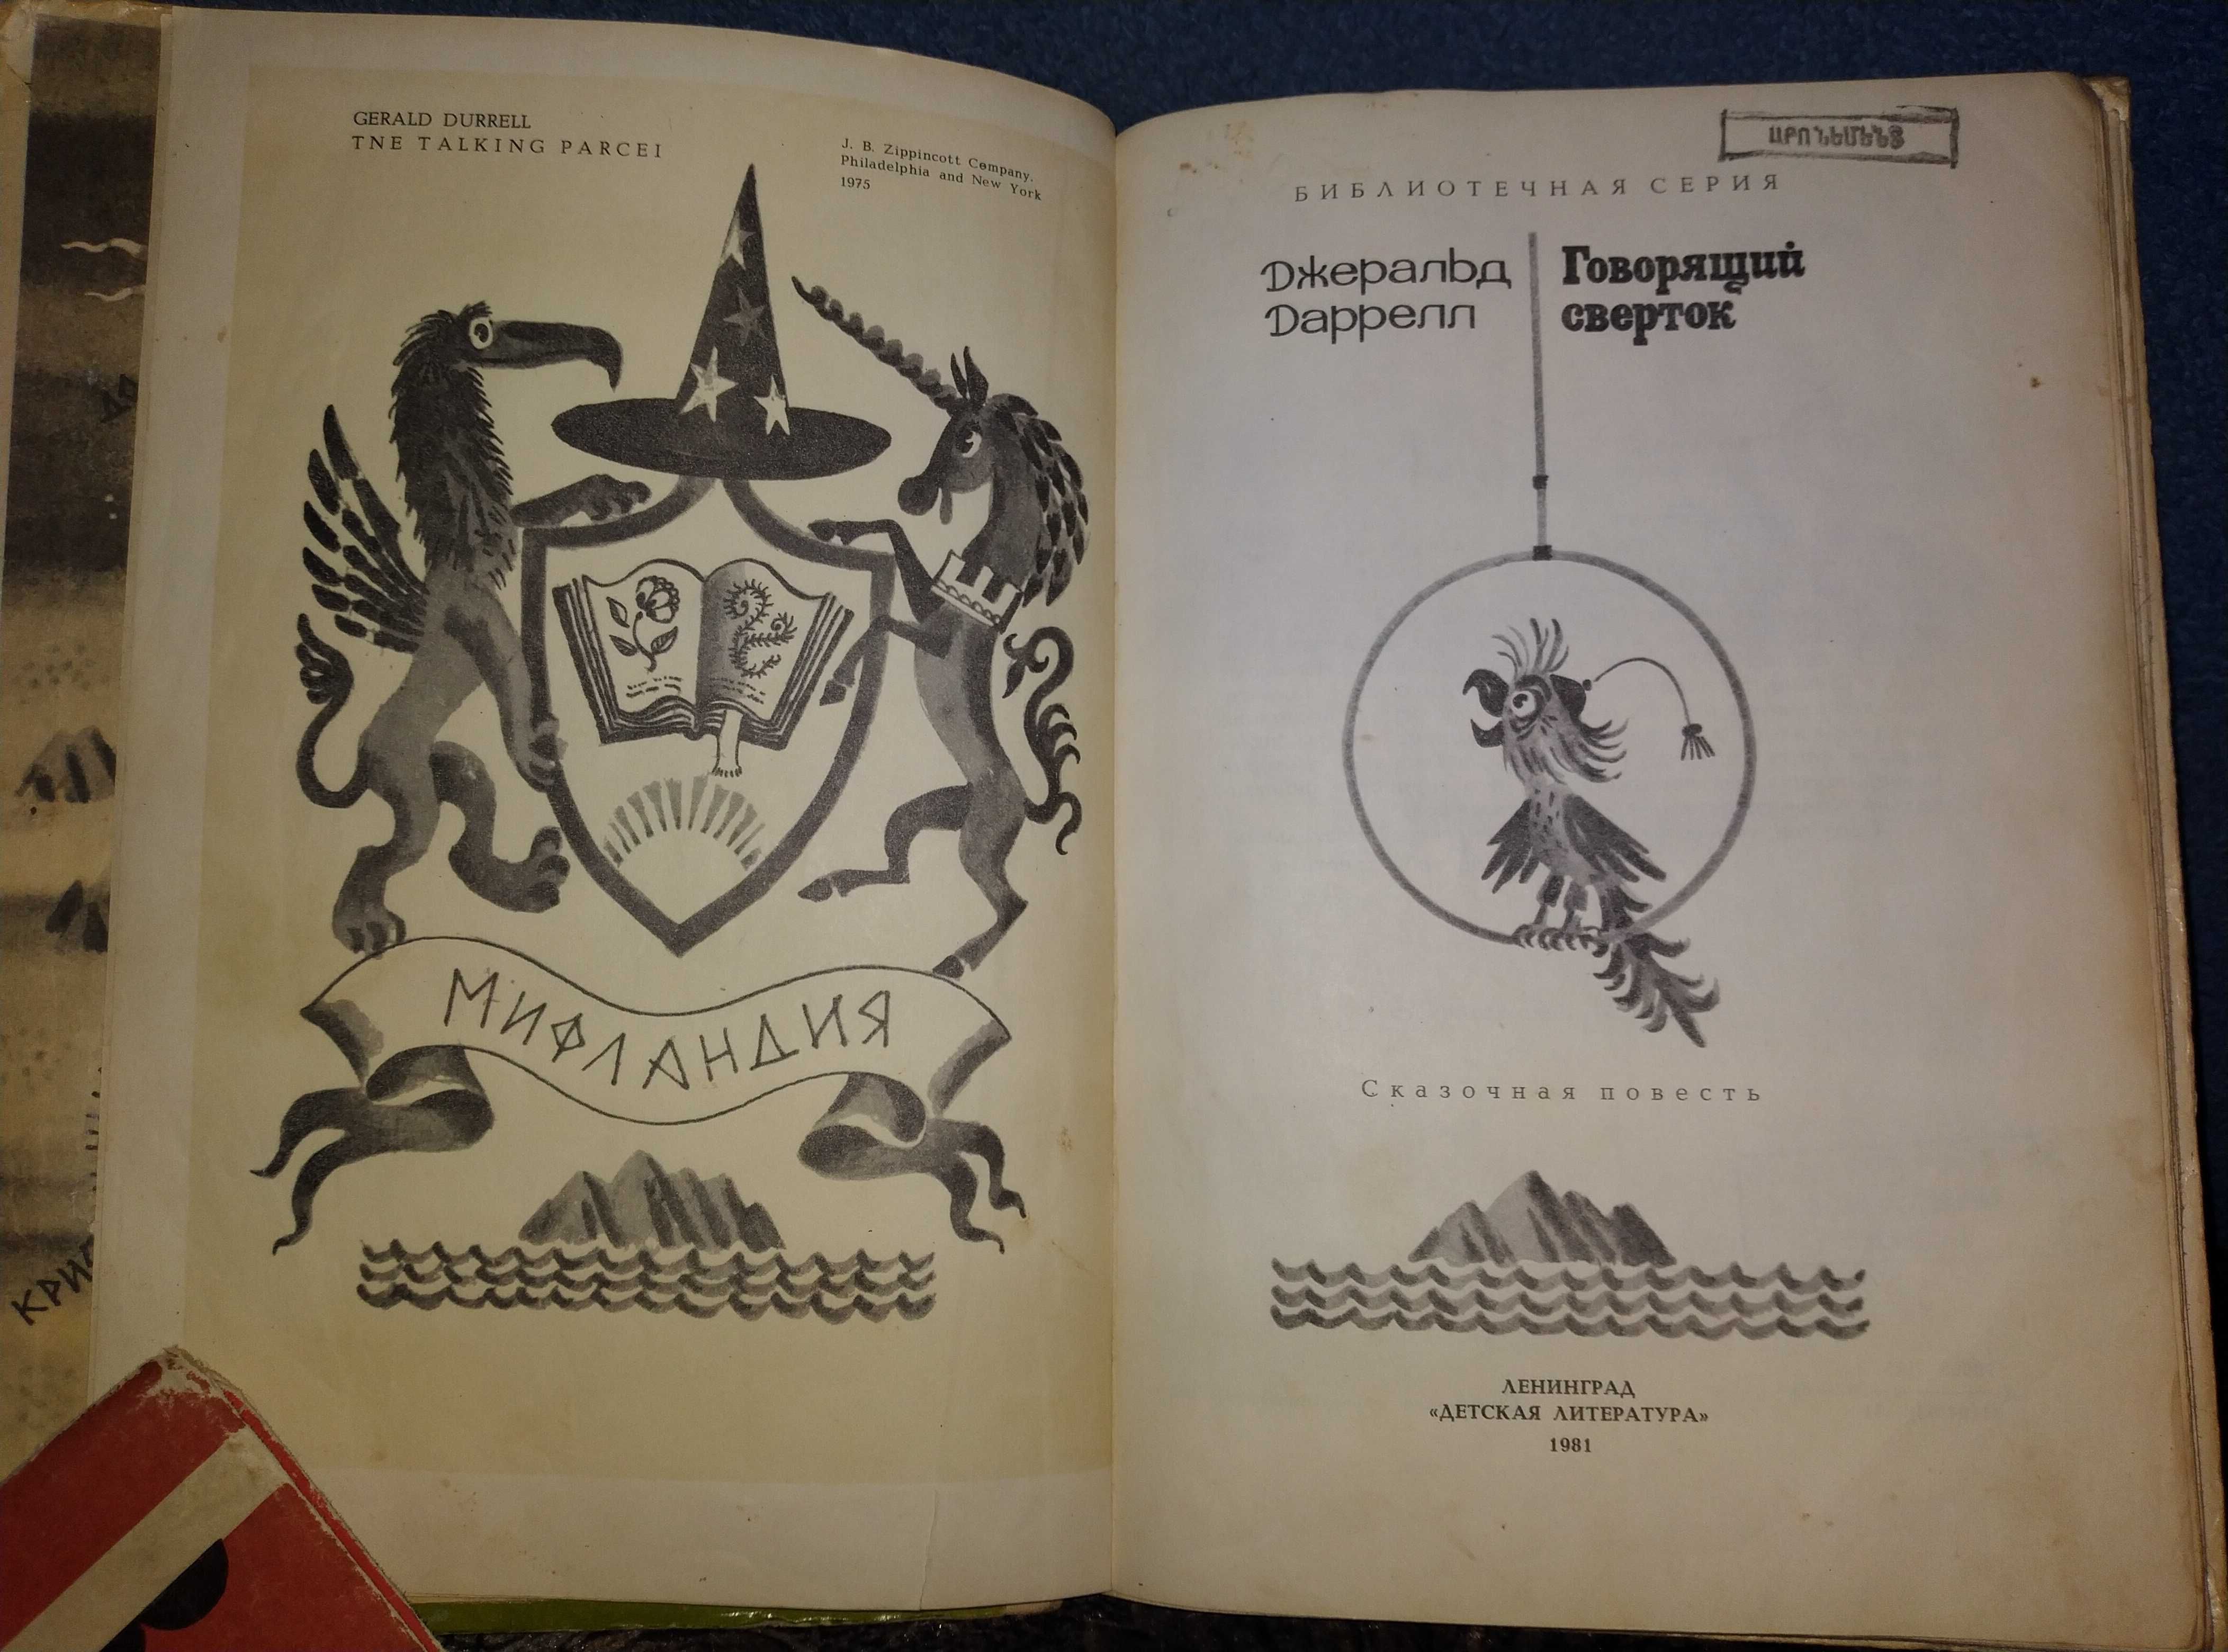 GERALD DURRELL
TNE TALKING PARCEI
J. B. Zippincott Company.
Philadelphia and New York
1975
МИФЛАНДИЯ
ԱԲՈՆԵՄԵՆՏ
БИБЛИОТЕЧНАЯ СЕРИЯ
Джеральд
Даррелл
Говорящий
сверток
Сказочная повесть
ЛЕНИНГРАД
«ДЕТСКАЯ ЛИТЕРАТУРА»
1981